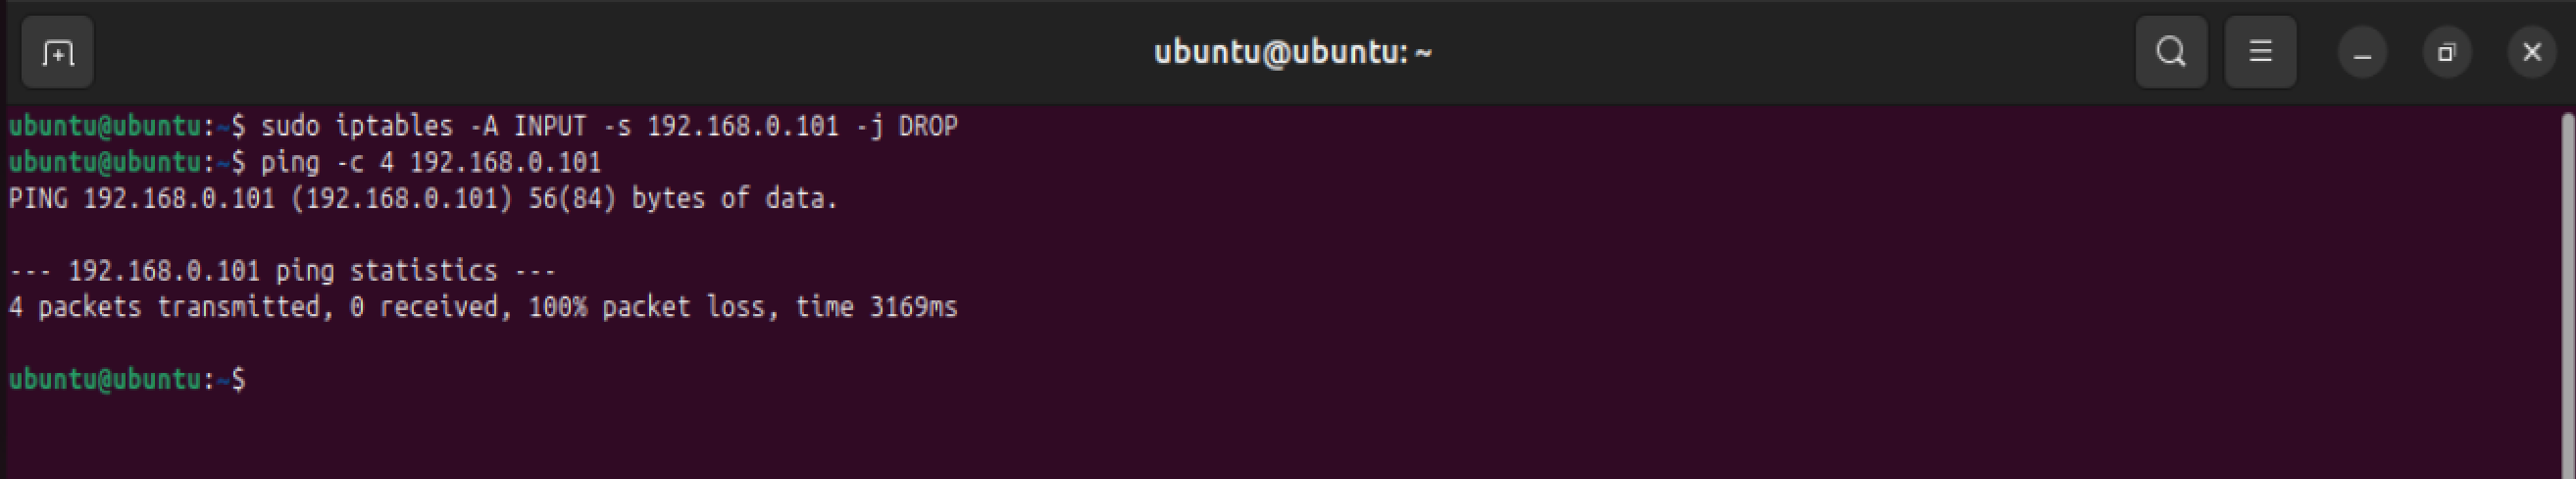 ubuntu@ubuntu: ~
ubuntu@ubuntu:~$ sudo iptables -A INPUT -s 192.168.0.101 -j DROP
ubuntu@ubuntu:~$ ping -c 4 192.168.0.101
PING 192.168.0.101 (192.168.0.101) 56(84) bytes of data.
--- 192.168.0.101 ping statistics ---
4 packets transmitted, 0 received, 100% packet loss, time 3169ms
ubuntu@ubuntu:~$